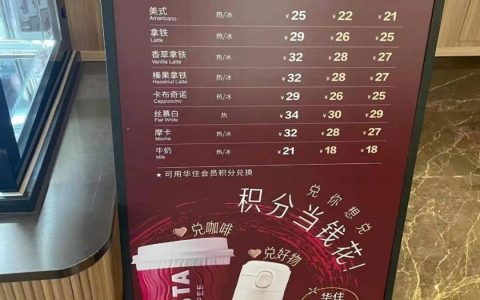 美式 热/冰 ¥25 ¥22 ¥21
Americano
拿铁 热/冰 ¥29 ¥26 ¥25
Latte
香草拿铁 热/冰 ¥32 ¥28 ¥27
Vanilla Latte
榛果拿铁 热/冰 ¥32 ¥28 ¥27
Hazelnut Latte
卡布奇诺 热/冰 ¥29 ¥26 ¥25
Cappuccino
丝慕白 热 ¥34 ¥30 ¥29
Flat White
摩卡 热/冰 ¥32 ¥28 ¥27
Mocha
牛奶 热/冰 ¥21 ¥18 ¥18
Milk
★可用华住会员积分兑换
兑你想兑
积分当钱花!
兑咖啡
兑好物
STA
FFEE
华住